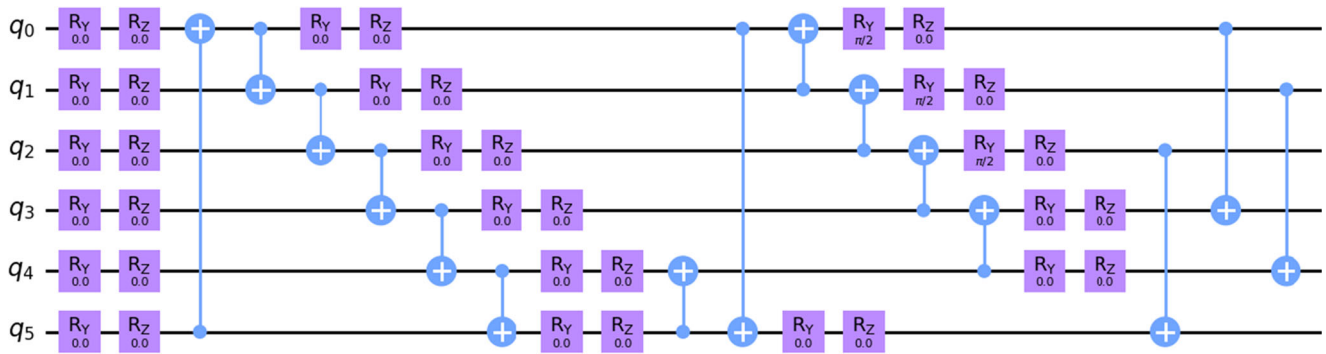 q0 RY 0.0 RZ 0.0 RY 0.0 RZ 0.0 RY π/2 RZ 0.0
q1 RY 0.0 RZ 0.0 RY 0.0 RZ 0.0 RY π/2 RZ 0.0
q2 RY 0.0 RZ 0.0 RY 0.0 RZ 0.0 RY π/2 RZ 0.0
q3 RY 0.0 RZ 0.0 RY 0.0 RZ 0.0 RY 0.0 RZ 0.0
q4 RY 0.0 RZ 0.0 RY 0.0 RZ 0.0 RY 0.0 RZ 0.0
q5 RY 0.0 RZ 0.0 RY 0.0 RZ 0.0 RY 0.0 RZ 0.0